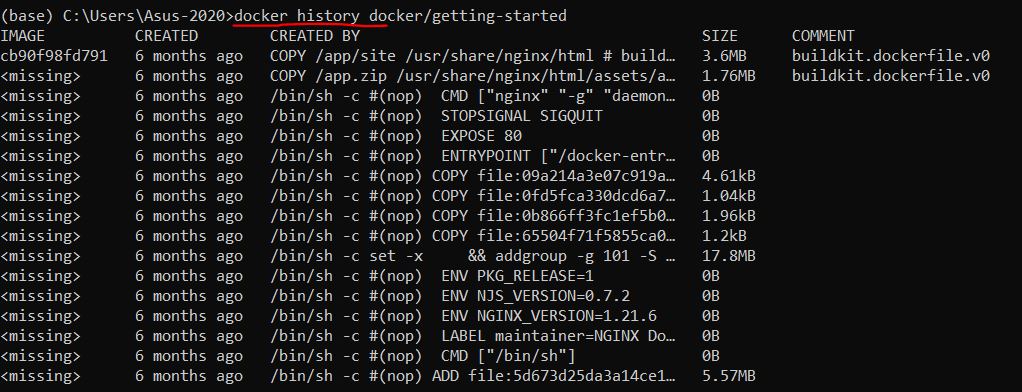 (base) C:\Users\Asus-2020>docker history docker/getting-started
IMAGE CREATED CREATED BY SIZE COMMENT
cb90f98fd791 6 months ago COPY /app/site /usr/share/nginx/html # build… 3.6MB buildkit.dockerfile.v0
<missing> 6 months ago COPY /app.zip /usr/share/nginx/html/assets/a… 1.76MB buildkit.dockerfile.v0
<missing> 6 months ago /bin/sh -c #(nop) CMD ["nginx" "-g" "daemon… 0B
<missing> 6 months ago /bin/sh -c #(nop) STOPSIGNAL SIGQUIT 0B
<missing> 6 months ago /bin/sh -c #(nop) EXPOSE 80 0B
<missing> 6 months ago /bin/sh -c #(nop) ENTRYPOINT ["/docker-entr… 0B
<missing> 6 months ago /bin/sh -c #(nop) COPY file:09a214a3e07c919a… 4.61kB
<missing> 6 months ago /bin/sh -c #(nop) COPY file:0fd5fca330dcd6a7… 1.04kB
<missing> 6 months ago /bin/sh -c #(nop) COPY file:0b866ff3fc1ef5b0… 1.96kB
<missing> 6 months ago /bin/sh -c #(nop) COPY file:65504f71f5855ca0… 1.2kB
<missing> 6 months ago /bin/sh -c set -x && addgroup -g 101 -S … 17.8MB
<missing> 6 months ago /bin/sh -c #(nop) ENV PKG_RELEASE=1 0B
<missing> 6 months ago /bin/sh -c #(nop) ENV NJS_VERSION=0.7.2 0B
<missing> 6 months ago /bin/sh -c #(nop) ENV NGINX_VERSION=1.21.6 0B
<missing> 6 months ago /bin/sh -c #(nop) LABEL maintainer=NGINX Do… 0B
<missing> 6 months ago /bin/sh -c #(nop) CMD ["/bin/sh"] 0B
<missing> 6 months ago /bin/sh -c #(nop) ADD file:5d673d25da3a14ce1… 5.57MB